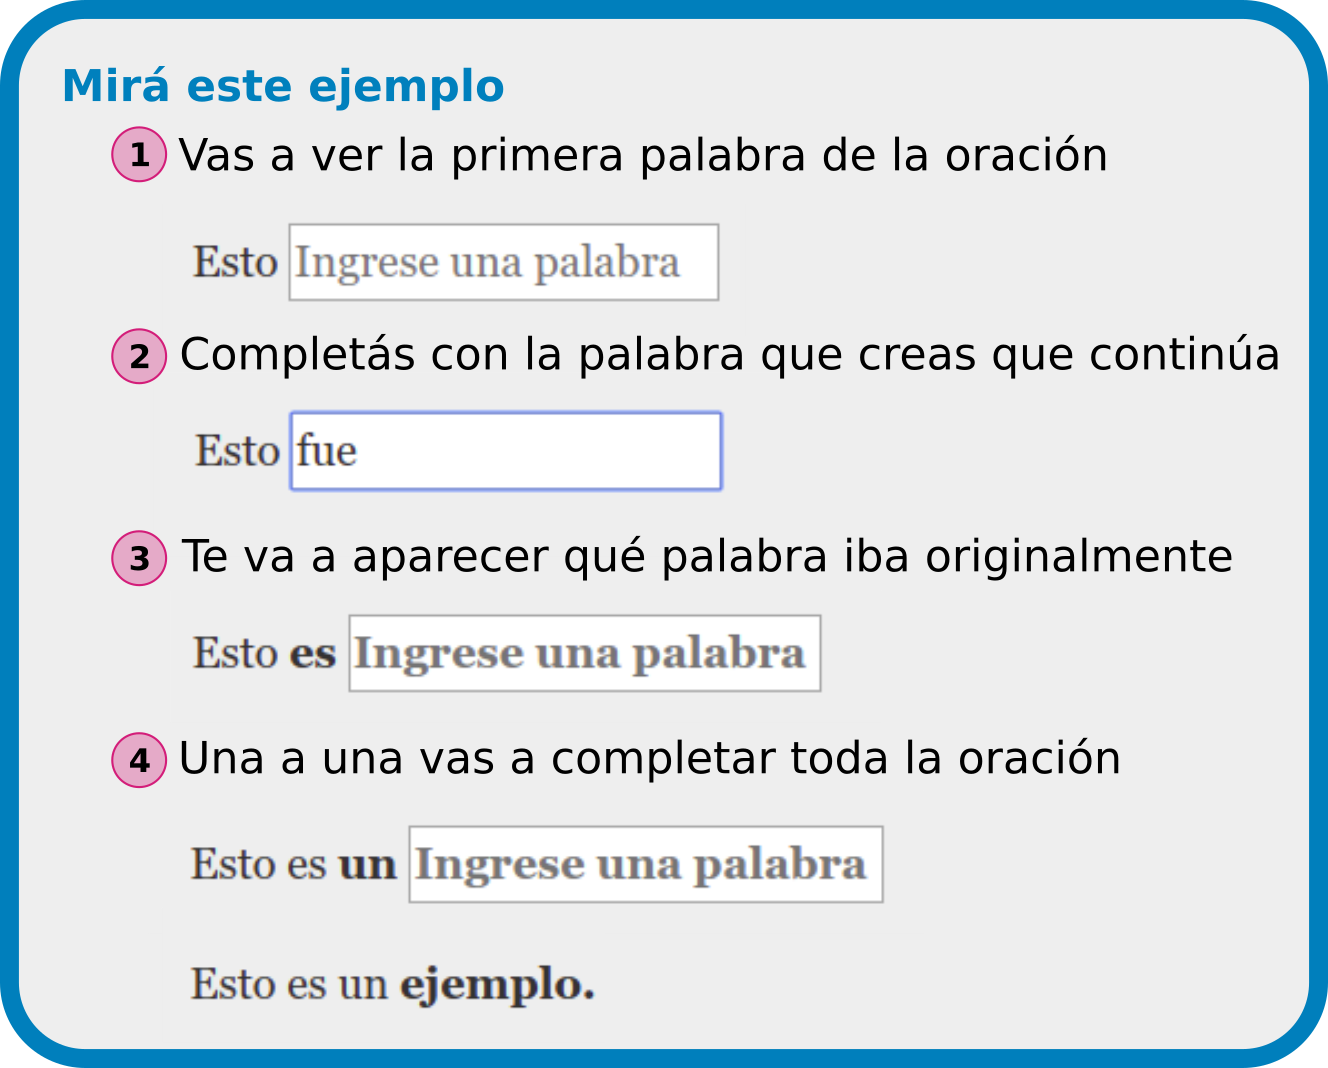 Mirá este ejemplo
1 Vas a ver la primera palabra de la oración
Esto Ingrese una palabra
2 Completás con la palabra que creas que continúa
Esto fue
3 Te va a aparecer qué palabra iba originalmente
Esto es Ingrese una palabra
4 Una a una vas a completar toda la oración
Esto es un Ingrese una palabra
Esto es un ejemplo.